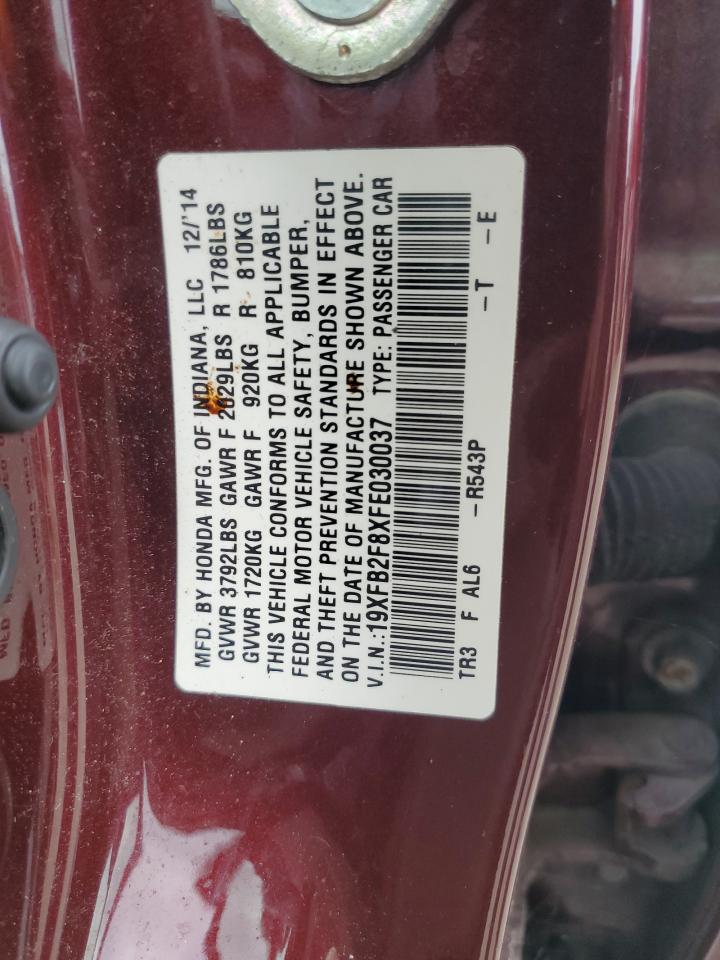 MFD. BY HONDA MFG. OF INDIANA, LLC 12/'14
GVWR 3792LBS GAWR F 2029LBS R 1786LBS
GVWR 1720KG GAWR F 920KG R 810KG
THIS VEHICLE CONFORMS TO ALL APPLICABLE
FEDERAL MOTOR VEHICLE SAFETY, BUMPER,
AND THEFT PREVENTION STANDARDS IN EFFECT
ON THE DATE OF MANUFACTURE SHOWN ABOVE.
V.I.N.:19XFB2F8XFE030037 TYPE: PASSENGER CAR
TR3 F AL6 -R543P -T -E